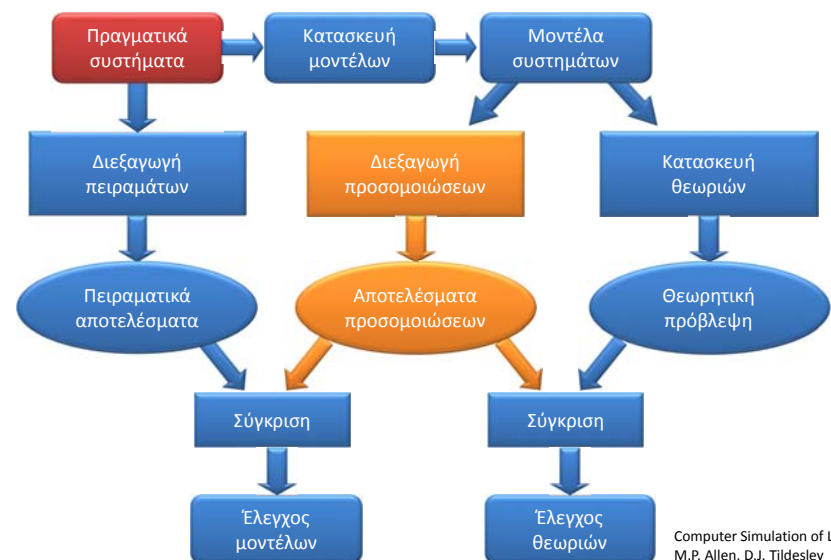 Πραγματικά
συστήματα
Κατασκευή
μοντέλων
Μοντέλα
συστημάτων
Διεξαγωγή
πειραμάτων
Διεξαγωγή
προσομοιώσεων
Κατασκευή
θεωριών
Πειραματικά
αποτελέσματα
Αποτελέσματα
προσομοιώσεων
Θεωρητική
πρόβλεψη
Σύγκριση
Σύγκριση
Έλεγχος
μοντέλων
Έλεγχος
θεωριών
Computer Simulation of L
M.P. Allen, D.J. Tildesley